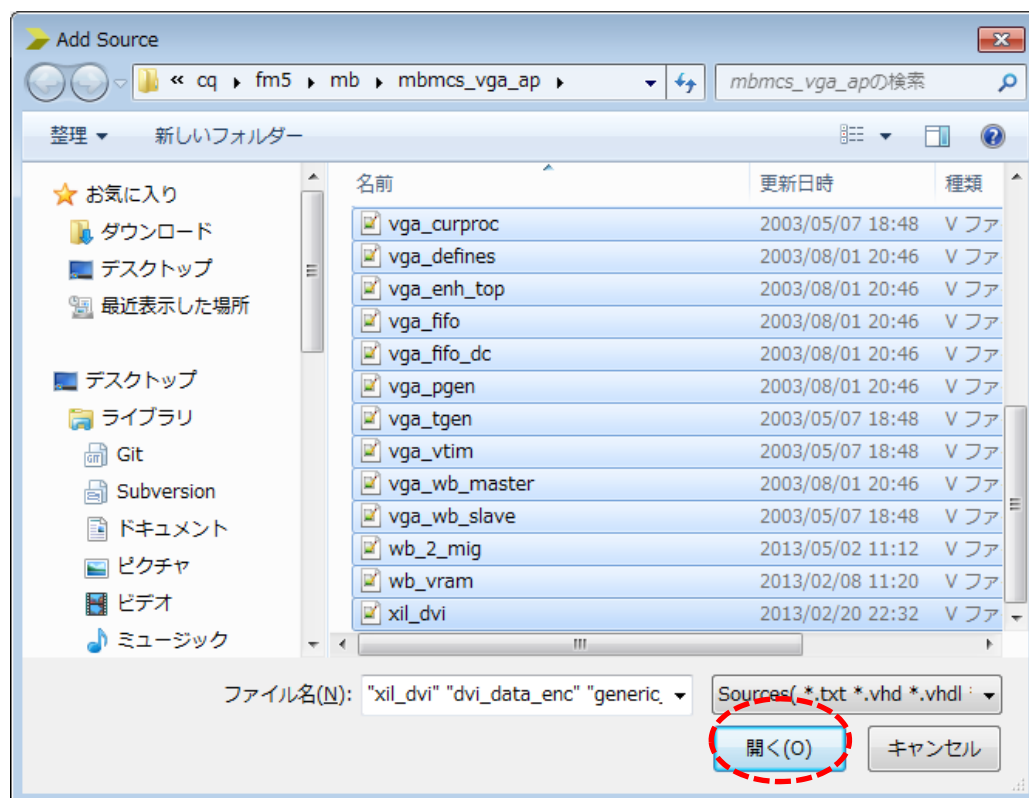 Add Source
« cq ▸ fm5 ▸ mb ▸ mbmcs_vga_ap ▸
mbmcs_vga_apの検索
整理 ▼ 新しいフォルダー
お気に入り
ダウンロード
デスクトップ
最近表示した場所
デスクトップ
ライブラリ
Git
Subversion
ドキュメント
ピクチャ
ビデオ
ミュージック
名前 更新日時 種類
vga_curproc 2003/05/07 18:48 V ファ
vga_defines 2003/08/01 20:46 V ファ
vga_enh_top 2003/08/01 20:46 V ファ
vga_fifo 2003/08/01 20:46 V ファ
vga_fifo_dc 2003/08/01 20:46 V ファ
vga_pgen 2003/08/01 20:46 V ファ
vga_tgen 2003/05/07 18:48 V ファ
vga_vtim 2003/05/07 18:48 V ファ
vga_wb_master 2003/08/01 20:46 V ファ
vga_wb_slave 2003/05/07 18:48 V ファ
wb_2_mig 2013/05/02 11:12 V ファ
wb_vram 2013/02/08 11:20 V ファ
xil_dvi 2013/02/20 22:32 V ファ
ファイル名(N): "xil_dvi" "dvi_data_enc" "generic_ Sources( *.txt *.vhd *.vhdl
開く(O) キャンセル